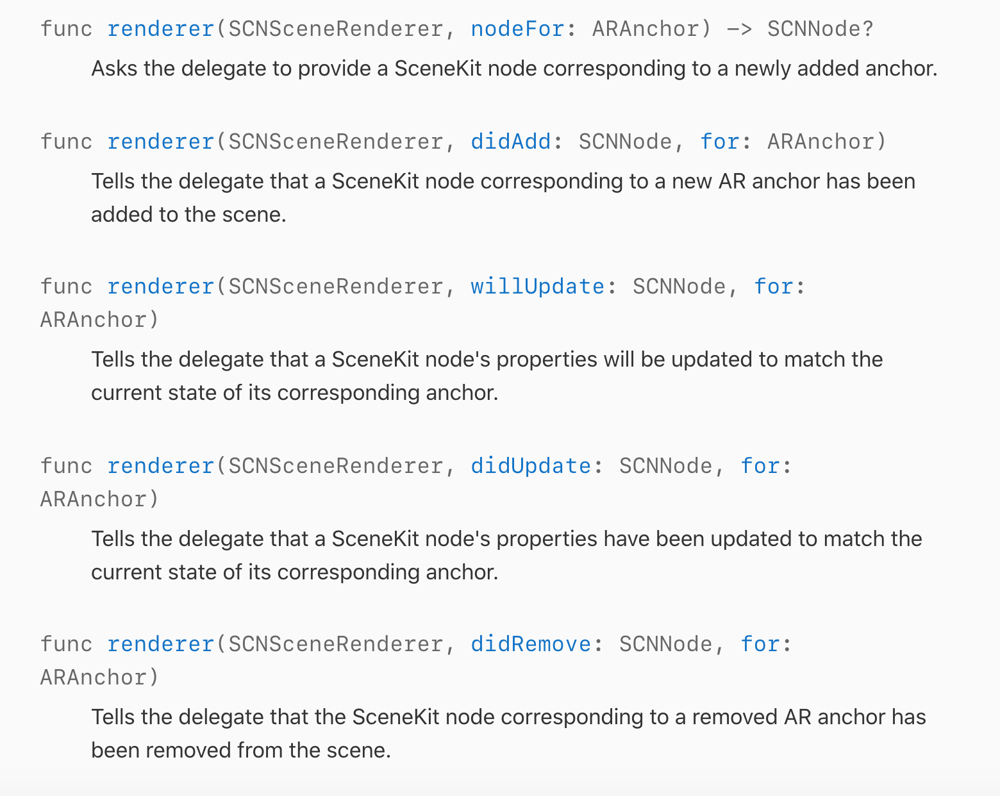 func renderer(SCNSceneRenderer, nodeFor: ARAnchor) -> SCNNode?
Asks the delegate to provide a SceneKit node corresponding to a newly added anchor.
func renderer(SCNSceneRenderer, didAdd: SCNNode, for: ARAnchor)
Tells the delegate that a SceneKit node corresponding to a new AR anchor has been
added to the scene.
func renderer(SCNSceneRenderer, willUpdate: SCNNode, for:
ARAnchor)
Tells the delegate that a SceneKit node's properties will be updated to match the
current state of its corresponding anchor.
func renderer(SCNSceneRenderer, didUpdate: SCNNode, for:
ARAnchor)
Tells the delegate that a SceneKit node's properties have been updated to match the
current state of its corresponding anchor.
func renderer(SCNSceneRenderer, didRemove: SCNNode, for:
ARAnchor)
Tells the delegate that the SceneKit node corresponding to a removed AR anchor has
been removed from the scene.